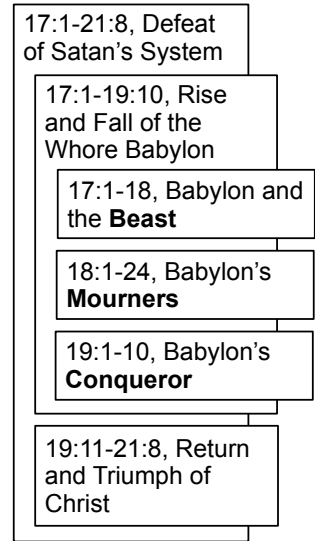 17:1-21:8, Defeat
of Satan’s System
17:1-19:10, Rise
and Fall of the
Whore Babylon
17:1-18, Babylon and
the Beast
18:1-24, Babylon’s
Mourners
19:1-10, Babylon’s
Conqueror
19:11-21:8, Return
and Triumph of
Christ